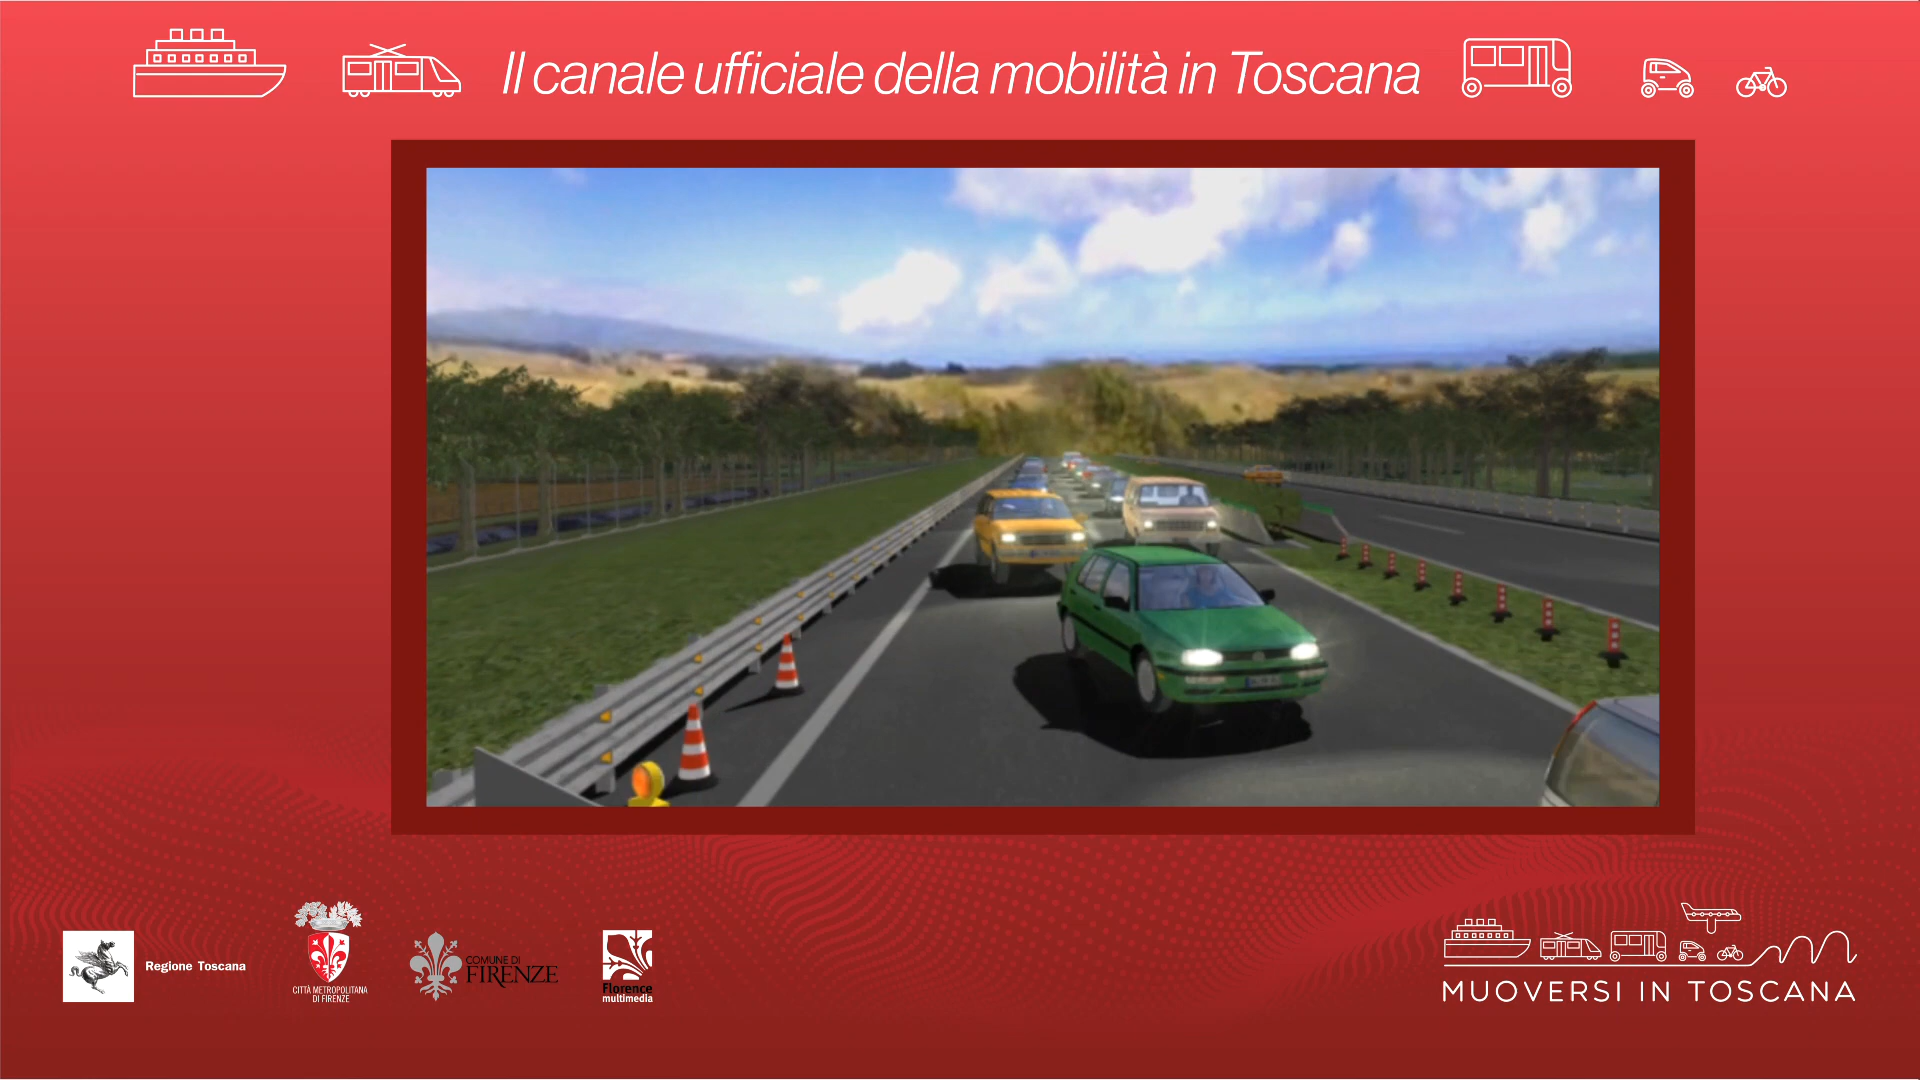 Il canale ufficiale della mobilità in Toscana
Regione Toscana
CITTÀ METROPOLITANA
DI FIRENZE
COMUNE DI
FIRENZE
Florence
multimedia
MUOVERSI IN TOSCANA